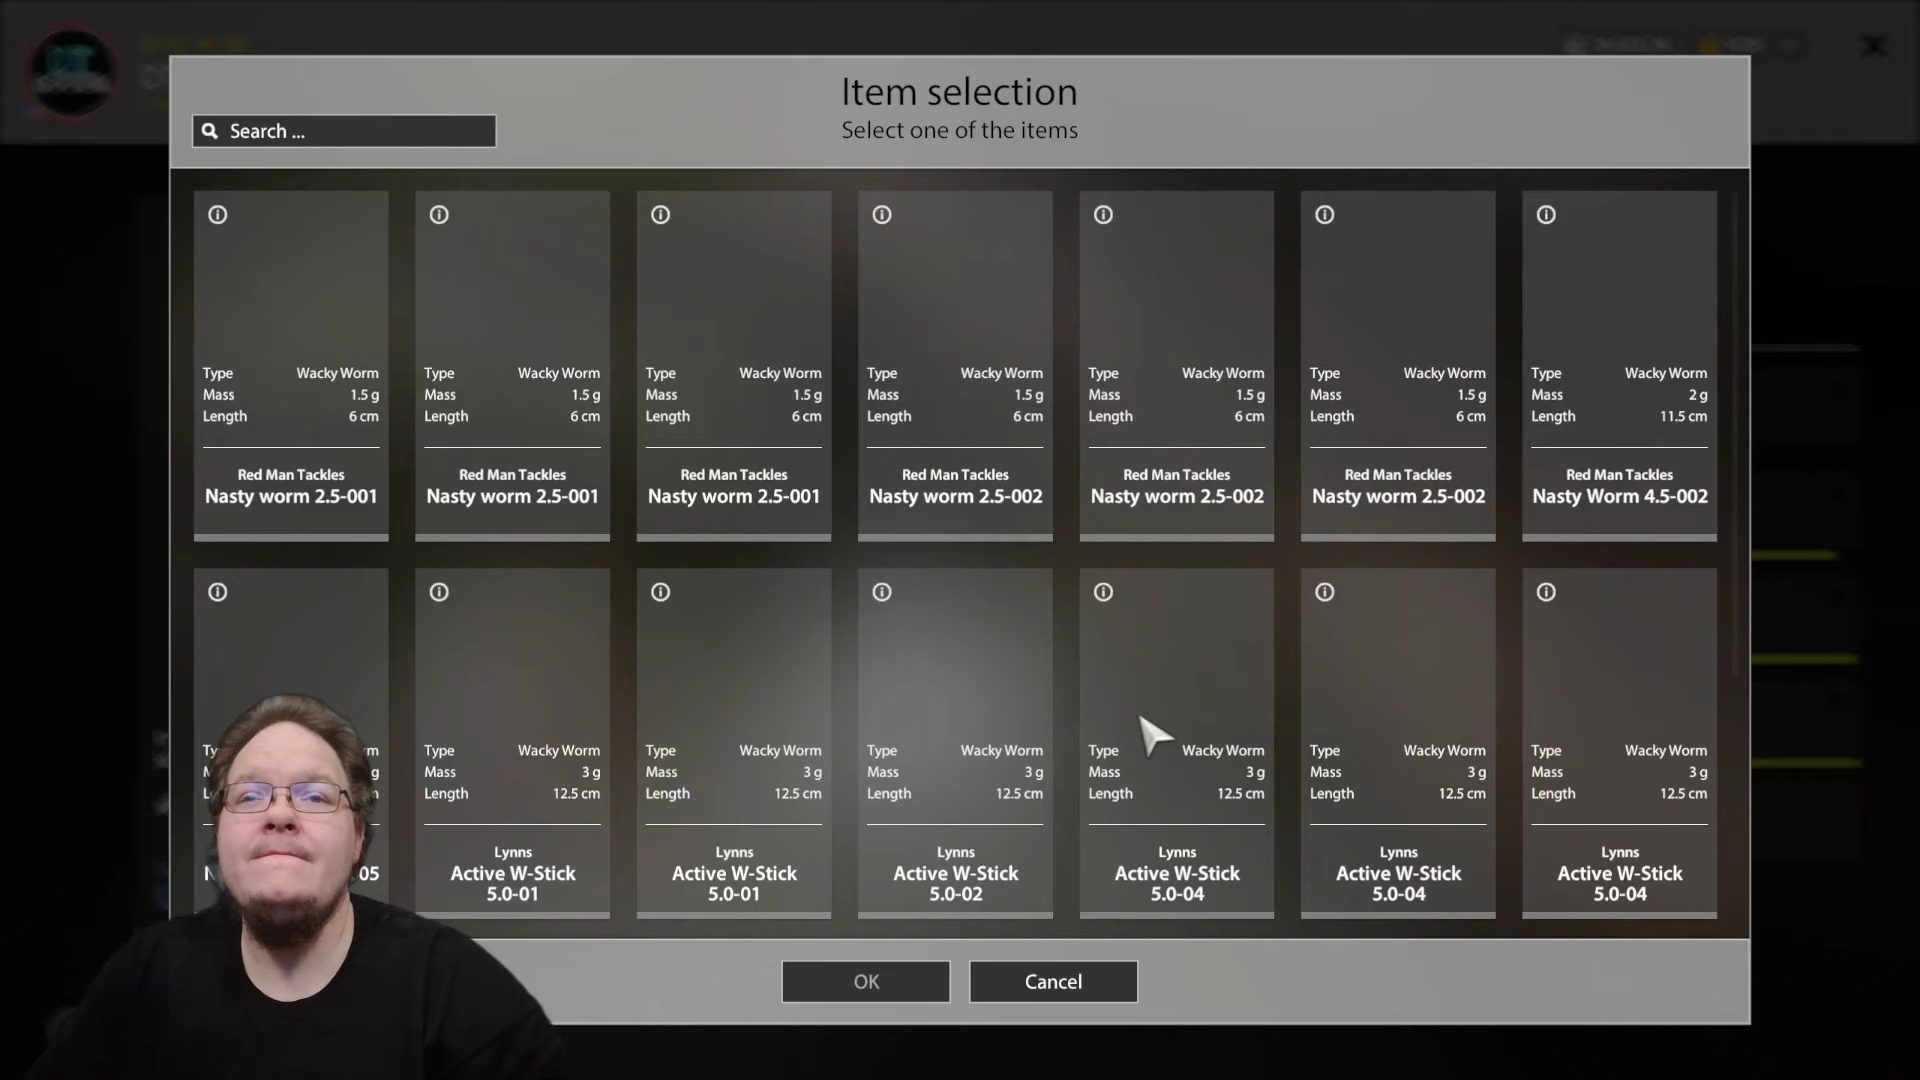 Item selection
Select one of the items
Search ...
Type Wacky Worm
Mass 1.5 g
Length 6 cm
Red Man Tackles
Nasty worm 2.5-001
Type Wacky Worm
Mass 1.5 g
Length 6 cm
Red Man Tackles
Nasty worm 2.5-001
Type Wacky Worm
Mass 1.5 g
Length 6 cm
Red Man Tackles
Nasty worm 2.5-001
Type Wacky Worm
Mass 1.5 g
Length 6 cm
Red Man Tackles
Nasty worm 2.5-002
Type Wacky Worm
Mass 1.5 g
Length 6 cm
Red Man Tackles
Nasty worm 2.5-002
Type Wacky Worm
Mass 1.5 g
Length 6 cm
Red Man Tackles
Nasty worm 2.5-002
Type Wacky Worm
Mass 2 g
Length 11.5 cm
Red Man Tackles
Nasty Worm 4.5-002
Type Wacky Worm
Mass 3 g
Length 12.5 cm
Lynns
Active W-Stick
5.0-01
Type Wacky Worm
Mass 3 g
Length 12.5 cm
Lynns
Active W-Stick
5.0-01
Type Wacky Worm
Mass 3 g
Length 12.5 cm
Lynns
Active W-Stick
5.0-02
Type Wacky Worm
Mass 3 g
Length 12.5 cm
Lynns
Active W-Stick
5.0-04
Type Wacky Worm
Mass 3 g
Length 12.5 cm
Lynns
Active W-Stick
5.0-04
Type Wacky Worm
Mass 3 g
Length 12.5 cm
Lynns
Active W-Stick
5.0-04
OK
Cancel